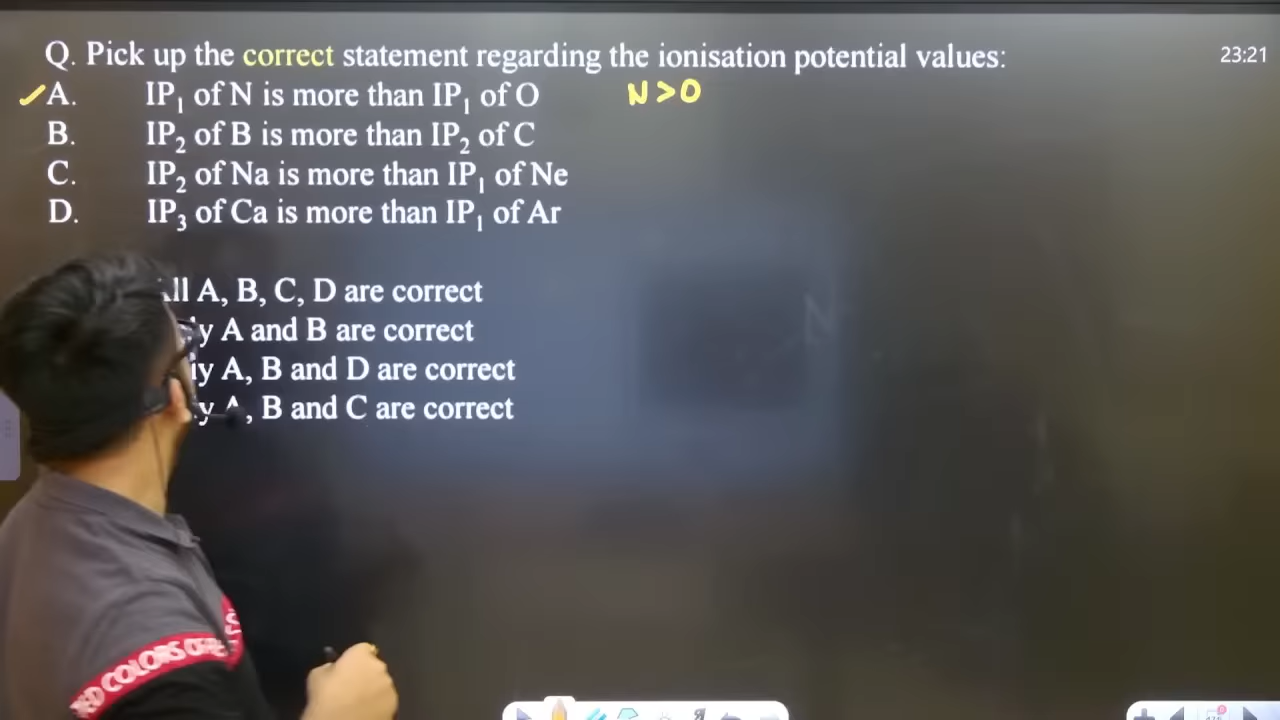 Q. Pick up the correct statement regarding the ionisation potential values:
23:21
A. IP₁ of N is more than IP₁ of O N > O
B. IP₂ of B is more than IP₂ of C
C. IP₂ of Na is more than IP₁ of Ne
D. IP₃ of Ca is more than IP₁ of Ar
A, B, C, D are correct
A and B are correct
A, B and D are correct
B and C are correct
COLORS OF